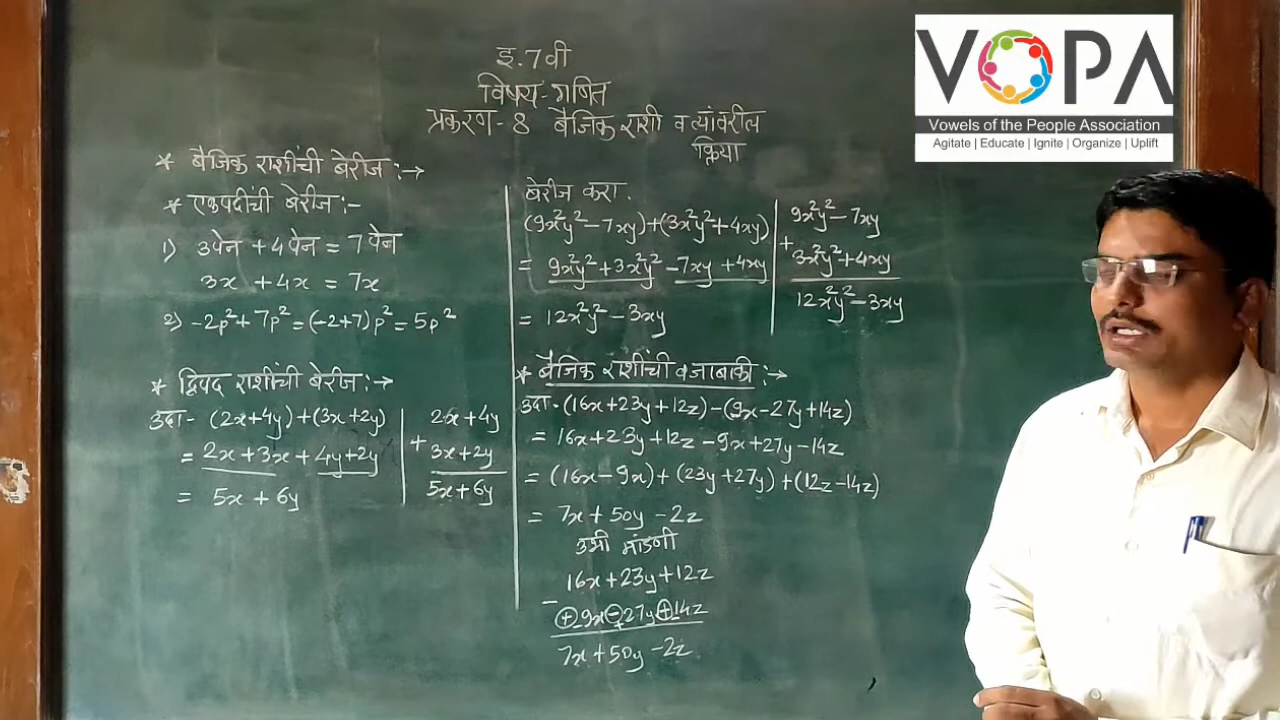 इ.7वी
विषय-गणित
प्रकरण-8 बैजिक राशी व त्यांवरील
क्रिया
VOPA
Vowels of the People Association
Agitate | Educate | Ignite | Organize | Uplift
* बैजिक राशींची बेरीज :→
* एकपदींची बेरीज :-
1) 3पेन + 4पेन = 7 पेन
3x + 4x = 7x
2) -2p² + 7p² = (-2+7)p² = 5p²
* द्विपद राशींची बेरीज :→
उदा- (2x+4y)+(3x+2y)
= 2x+3x + 4y+2y
= 5x + 6y
2x + 4y
+ 3x + 2y
5x + 6y
बेरीज करा.
(9x²y² - 7xy)+(3x²y² + 4xy)
= 9x²y² + 3x²y² - 7xy + 4xy
= 12x²y² - 3xy
9x²y² - 7xy
+ 3x²y² + 4xy
12x²y² - 3xy
* बैजिक राशींची वजाबाकी :→
उदा- (16x+23y+12z)-(9x-27y+14z)
= 16x+23y+12z -9x+27y-14z
= (16x-9x) + (23y+27y) + (12z-14z)
= 7x + 50y - 2z
उभी मांडणी
16x+23y+12z
- ⊕9x⊖27y⊕14z
- + -
7x + 50y - 2z